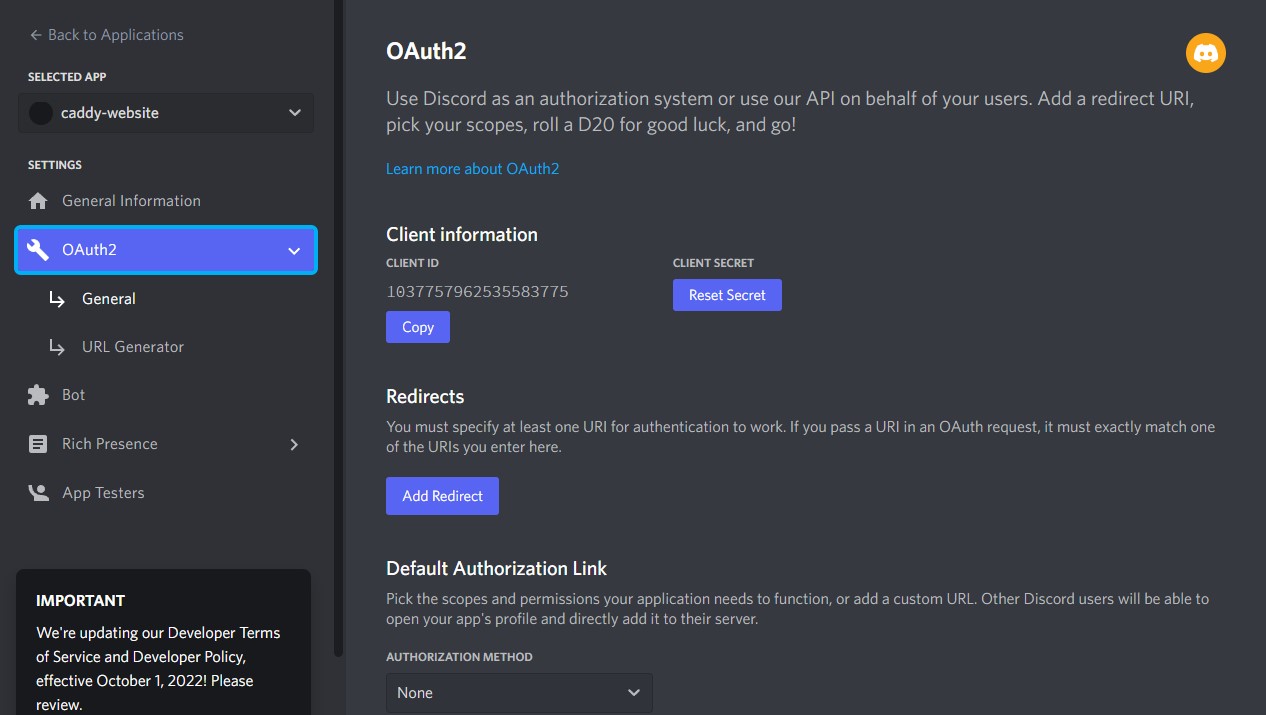 Back to Applications
SELECTED APP
caddy-website
SETTINGS
General Information
OAuth2
General
URL Generator
Bot
Rich Presence
App Testers
IMPORTANT
We're updating our Developer Terms
of Service and Developer Policy,
effective October 1, 2022! Please
review.
OAuth2
Use Discord as an authorization system or use our API on behalf of your users. Add a redirect URI,
pick your scopes, roll a D20 for good luck, and go!
Learn more about OAuth2
Client information
CLIENT ID
1037757962535583775
Copy
CLIENT SECRET
Reset Secret
Redirects
You must specify at least one URI for authentication to work. If you pass a URI in an OAuth request, it must exactly match one
of the URIs you enter here.
Add Redirect
Default Authorization Link
Pick the scopes and permissions your application needs to function, or add a custom URL. Other Discord users will be able to
open your app's profile and directly add it to their server.
AUTHORIZATION METHOD
None